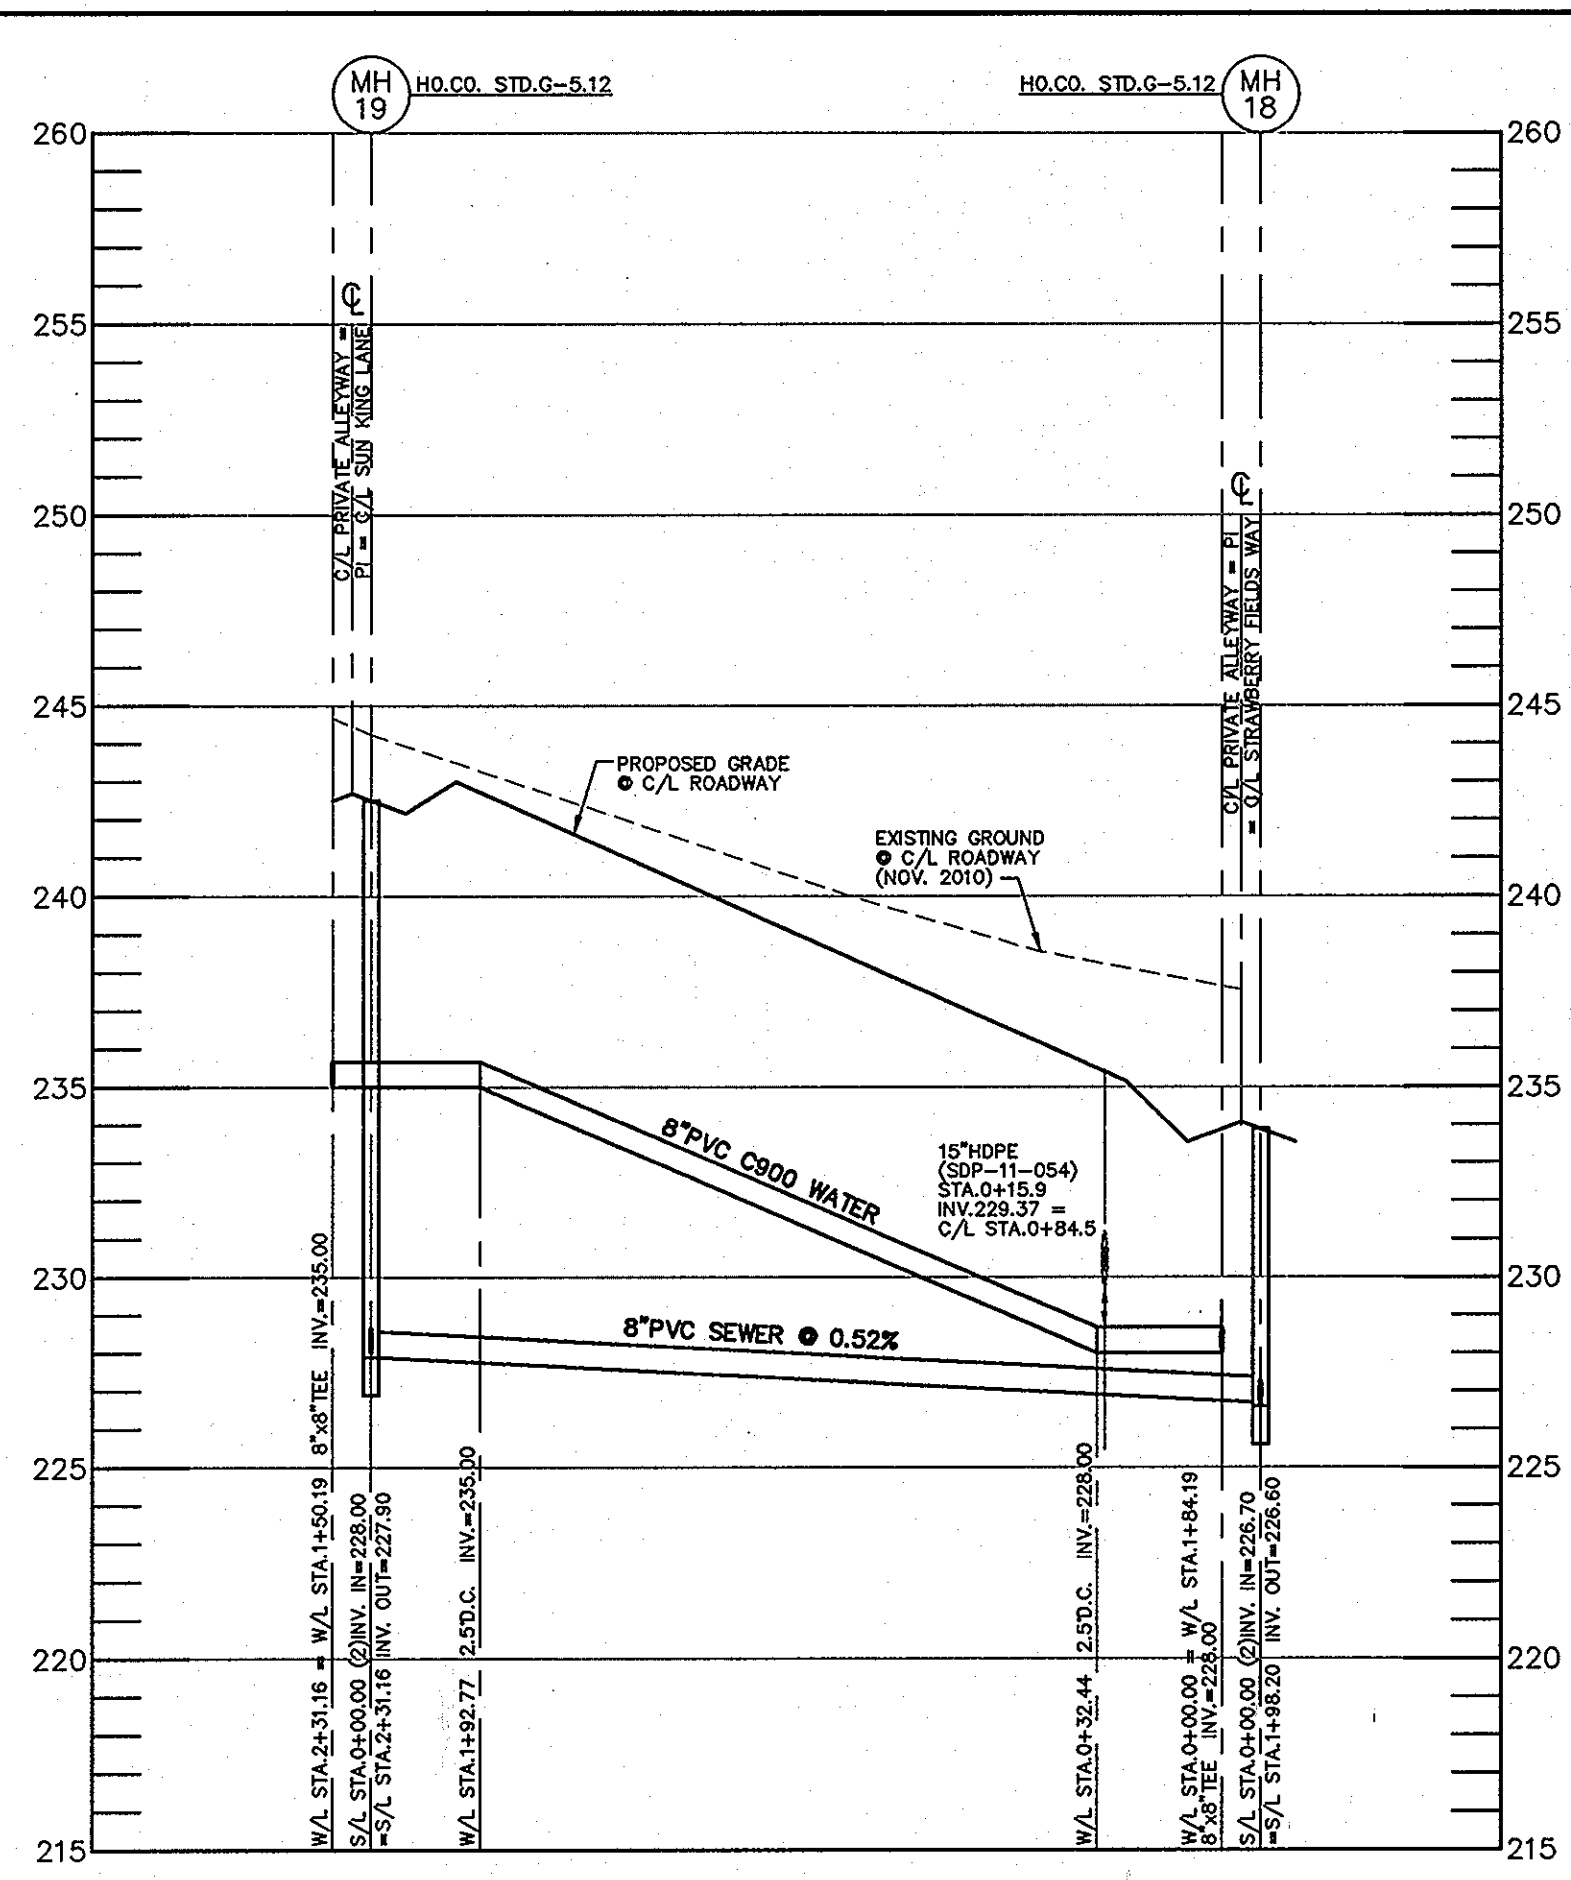 MH
19
HO.CO. STD.G-5.12
HO.CO. STD.G-5.12
MH
18
260
260
255
255
250
250
245
245
240
240
235
235
230
230
225
225
220
220
215
215
C/L PRIVATE ALLEYWAY =
PI = C/L SUN KING LANE
℄
C/L PRIVATE ALLEYWAY = PI
= C/L STRAWBERRY FIELDS WAY
℄
PROPOSED GRADE
@ C/L ROADWAY
EXISTING GROUND
@ C/L ROADWAY
(NOV. 2010)
8"PVC C900 WATER
15"HDPE
(SDP-11-054)
STA.0+15.9
INV.229.37 =
C/L STA.0+84.5
8"PVC SEWER @ 0.52%
W/L STA.2+31.16 = W/L STA.1+50.19 8"x8"TEE INV.=235.00
S/L STA.0+00.00 (2)INV. IN=228.00
=S/L STA.2+31.16 INV. OUT=227.90
W/L STA.1+92.77 2.5°D.C. INV.=235.00
W/L STA.0+32.44 2.5°D.C. INV.=228.00
W/L STA.0+00.00 = W/L STA.1+84.19
8"x8"TEE INV.=228.00
S/L STA.0+00.00 (2)INV. IN=226.70
=S/L STA.1+98.20 INV. OUT=226.60